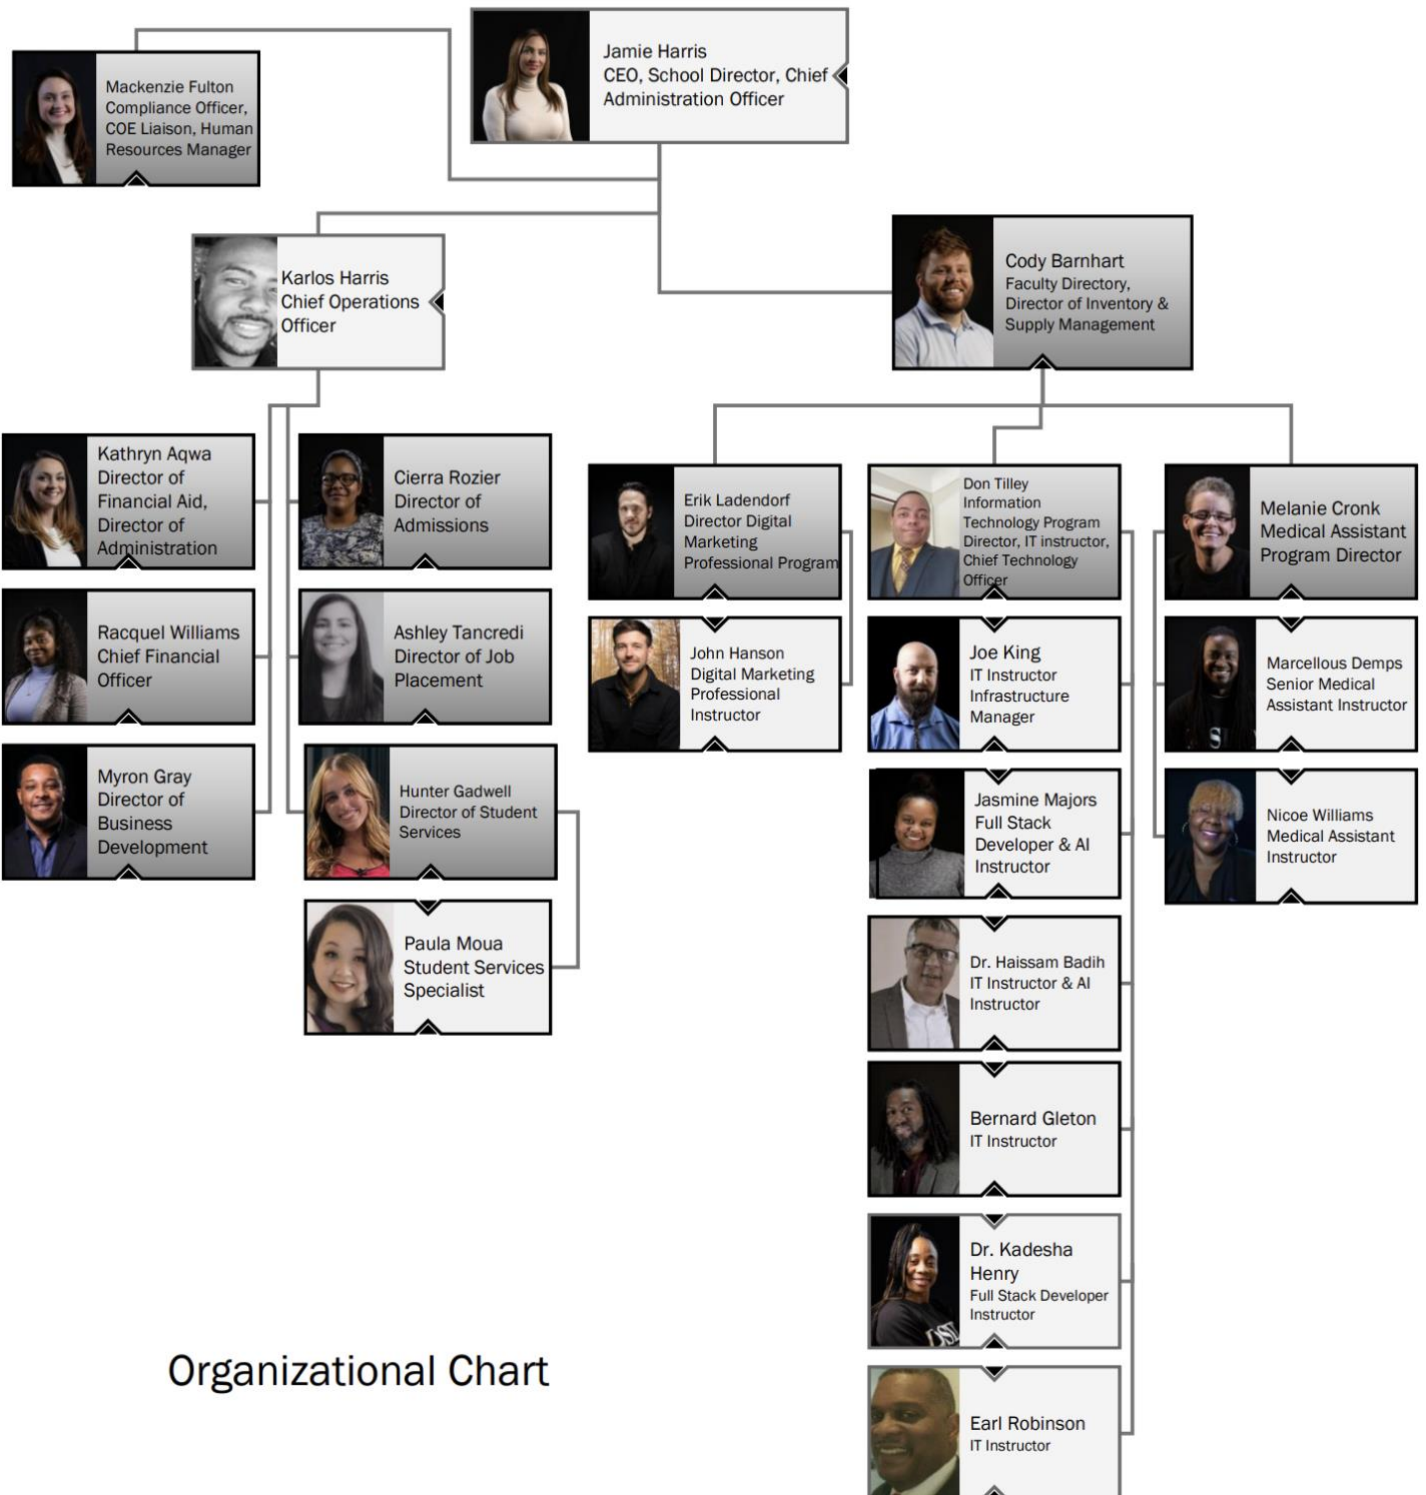 Jamie Harris
CEO, School Director, Chief
Administration Officer
Mackenzie Fulton
Compliance Officer,
COE Liaison, Human
Resources Manager
Karlos Harris
Chief Operations
Officer
Cody Barnhart
Faculty Directory,
Director of Inventory &
Supply Management
Kathryn Aqwa
Director of
Financial Aid,
Director of
Administration
Cierra Rozier
Director of
Admissions
Racquel Williams
Chief Financial
Officer
Ashley Tancredi
Director of Job
Placement
Myron Gray
Director of
Business
Development
Hunter Gadwell
Director of Student
Services
Paula Moua
Student Services
Specialist
Erik Ladendorf
Director Digital
Marketing
Professional Program
John Hanson
Digital Marketing
Professional
Instructor
Don Tilley
Information
Technology Program
Director, IT instructor,
Chief Technology
Officer
Joe King
IT Instructor
Infrastructure
Manager
Jasmine Majors
Full Stack
Developer & AI
Instructor
Dr. Haissam Badih
IT Instructor & AI
Instructor
Bernard Gleton
IT Instructor
Dr. Kadesha
Henry
Full Stack Developer
Instructor
Earl Robinson
IT Instructor
Melanie Cronk
Medical Assistant
Program Director
Marcellous Demps
Senior Medical
Assistant Instructor
Nicoe Williams
Medical Assistant
Instructor
Organizational Chart